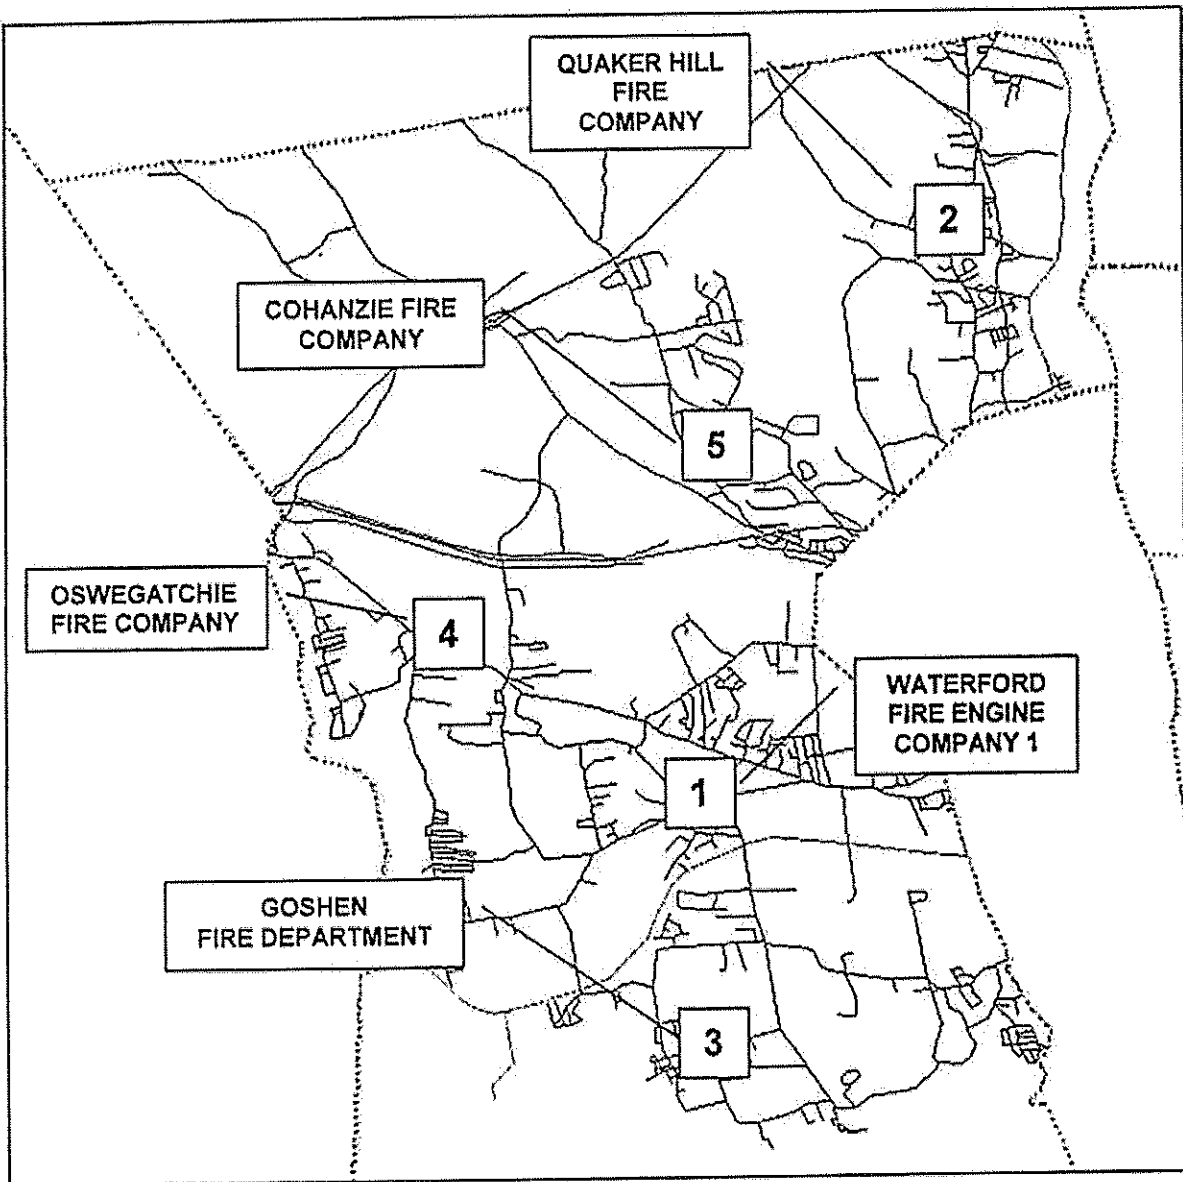 QUAKER HILL
FIRE
COMPANY
2
COHANZIE FIRE
COMPANY
5
OSWEGATCHIE
FIRE COMPANY
4
WATERFORD
FIRE ENGINE
COMPANY 1
1
GOSHEN
FIRE DEPARTMENT
3